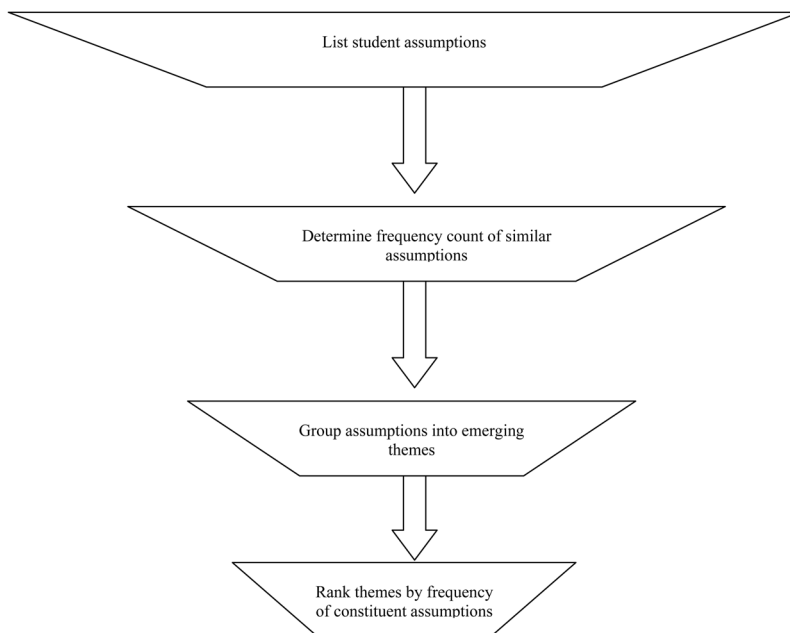 List student assumptions
Determine frequency count of similar
assumptions
Group assumptions into emerging
themes
Rank themes by frequency
of constituent assumptions